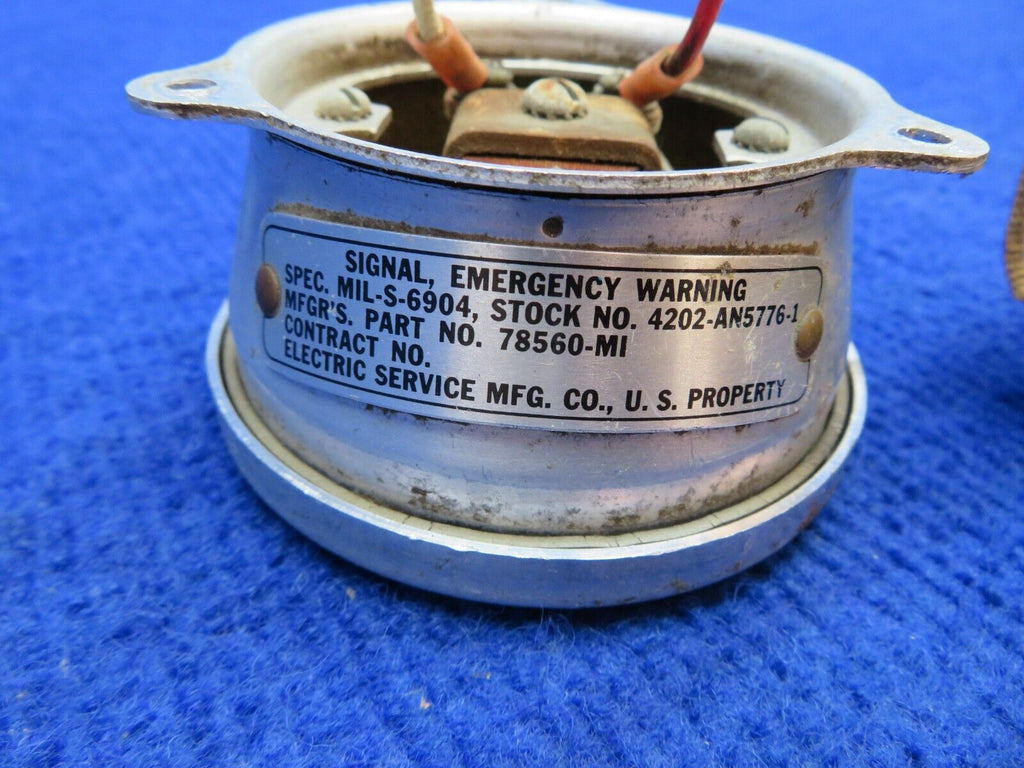 SIGNAL, EMERGENCY WARNING
SPEC. MIL-S-6904, STOCK NO. 4202-AN5776-1
MFGR'S. PART NO. 78560-MI
CONTRACT NO.
ELECTRIC SERVICE MFG. CO., U. S. PROPERTY